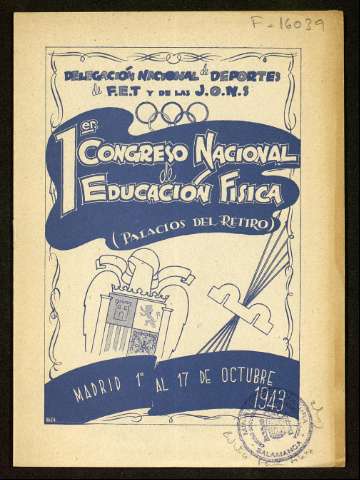 F-16039
DELEGACIÓN NACIONAL de DEPORTES
de F.E.T Y DE LAS J.O.N.S
1er CONGRESO NACIONAL
de
EDUCACIÓN FISICA
(PALACIOS DEL RETIRO)
MADRID 1º AL 17 DE OCTUBRE
1943
SALAMANCA